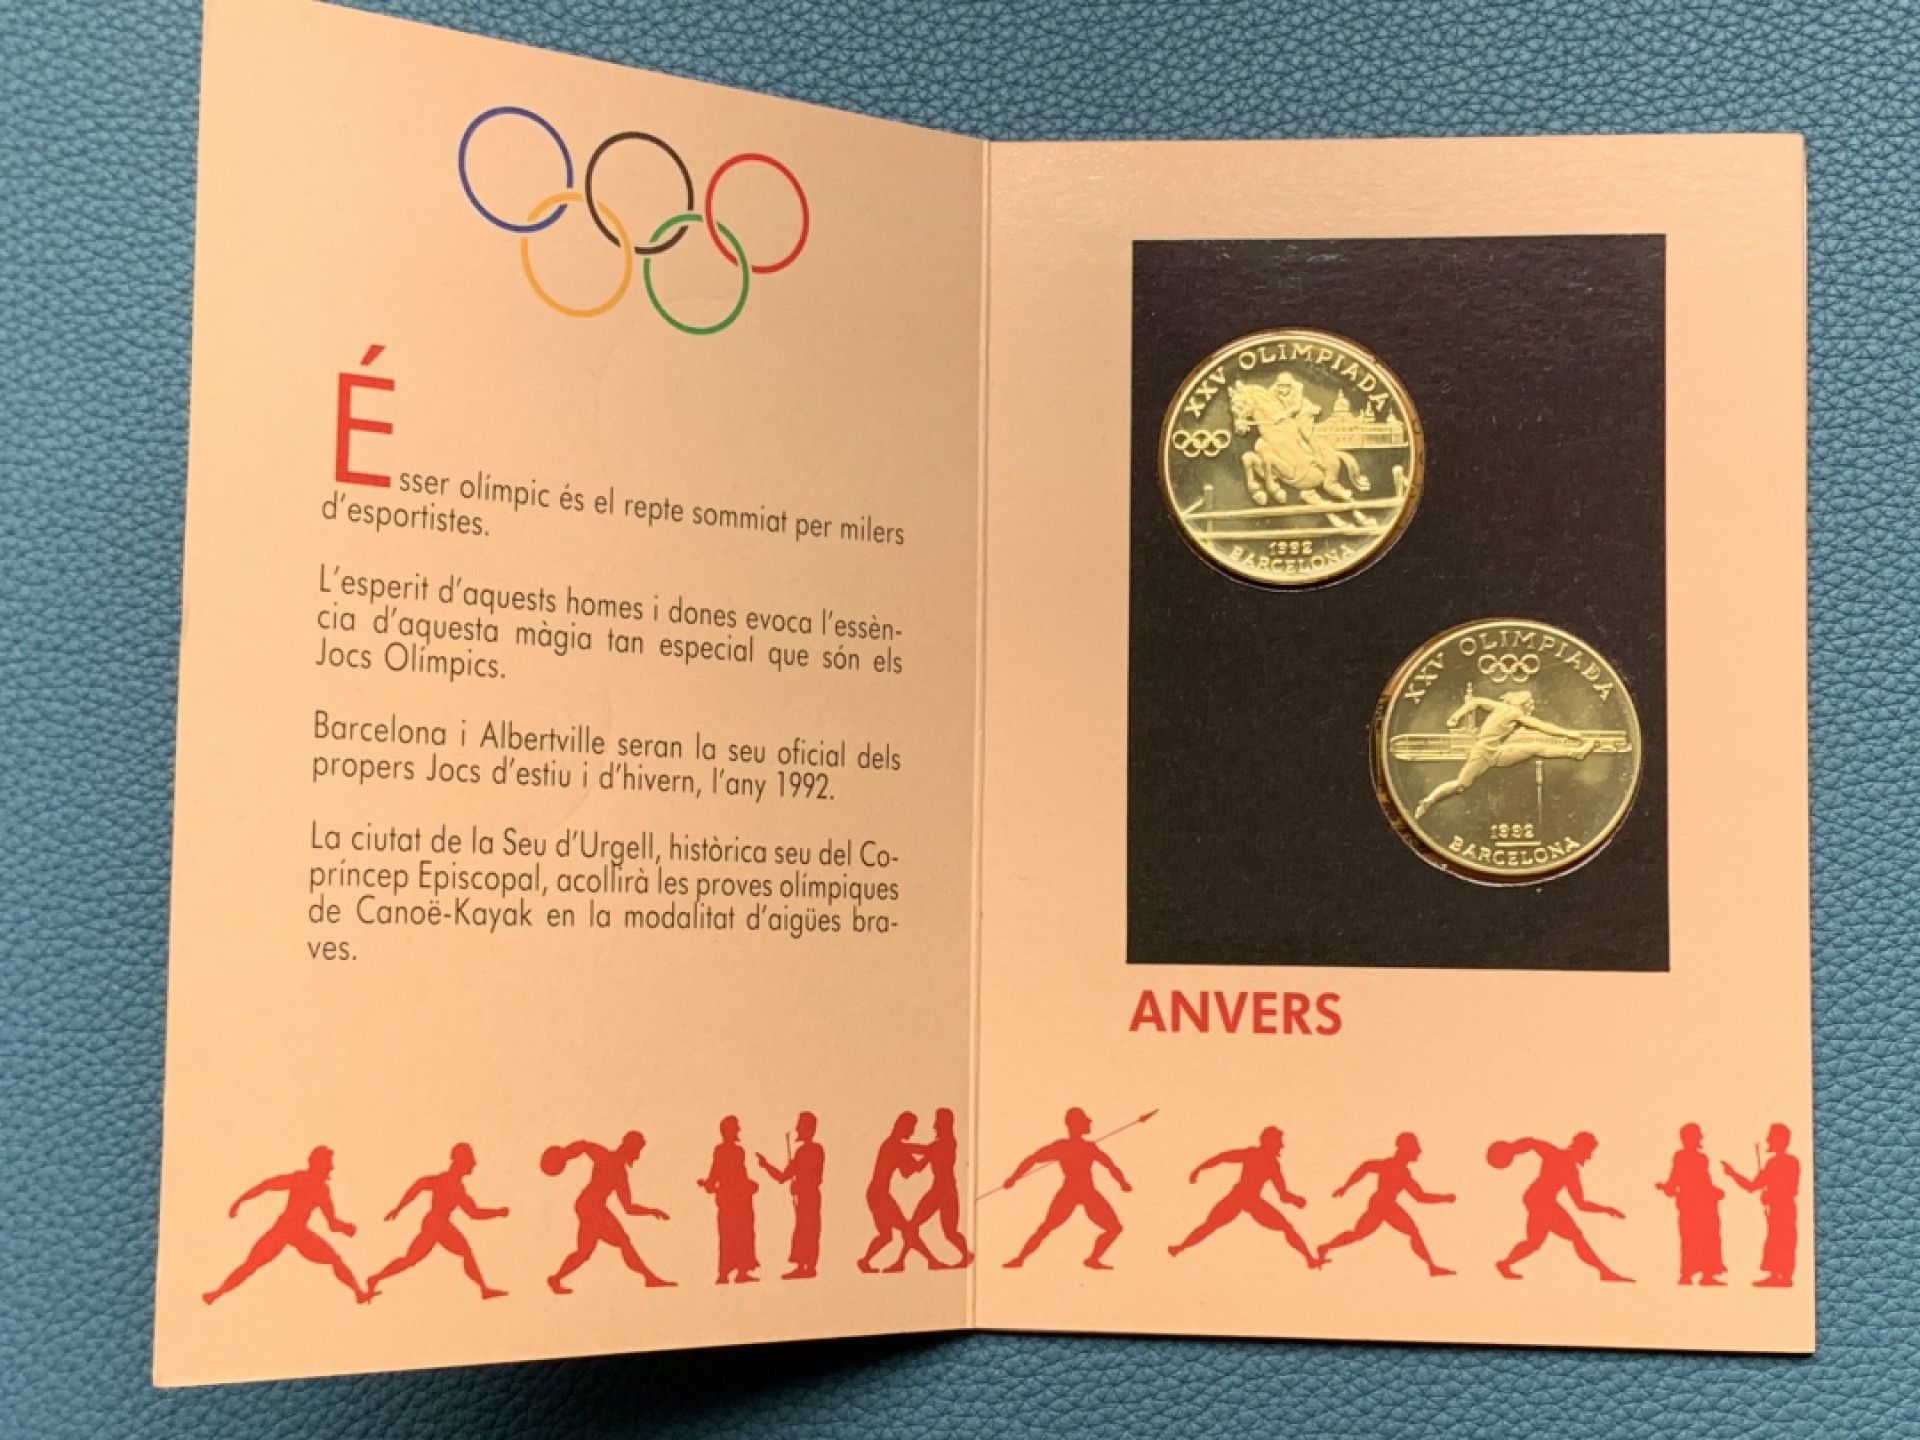 Ésser olímpic és el repte sommiat per milers
d'esportistes.
L'esperit d'aquests homes i dones evoca l'essèn-
cia d'aquesta màgia tan especial que són els
Jocs Olímpics.
Barcelona i Albertville seran la seu oficial dels
propers Jocs d'estiu i d'hivern, l'any 1992.
La ciutat de la Seu d'Urgell, històrica seu del Co-
príncep Episcopal, acollirà les proves olímpiques
de Canoë-Kayak en la modalitat d'aigües bra-
ves.
XXV OLIMPIADA
1992
BARCELONA
XXV OLIMPIADA
1992
BARCELONA
ANVERS